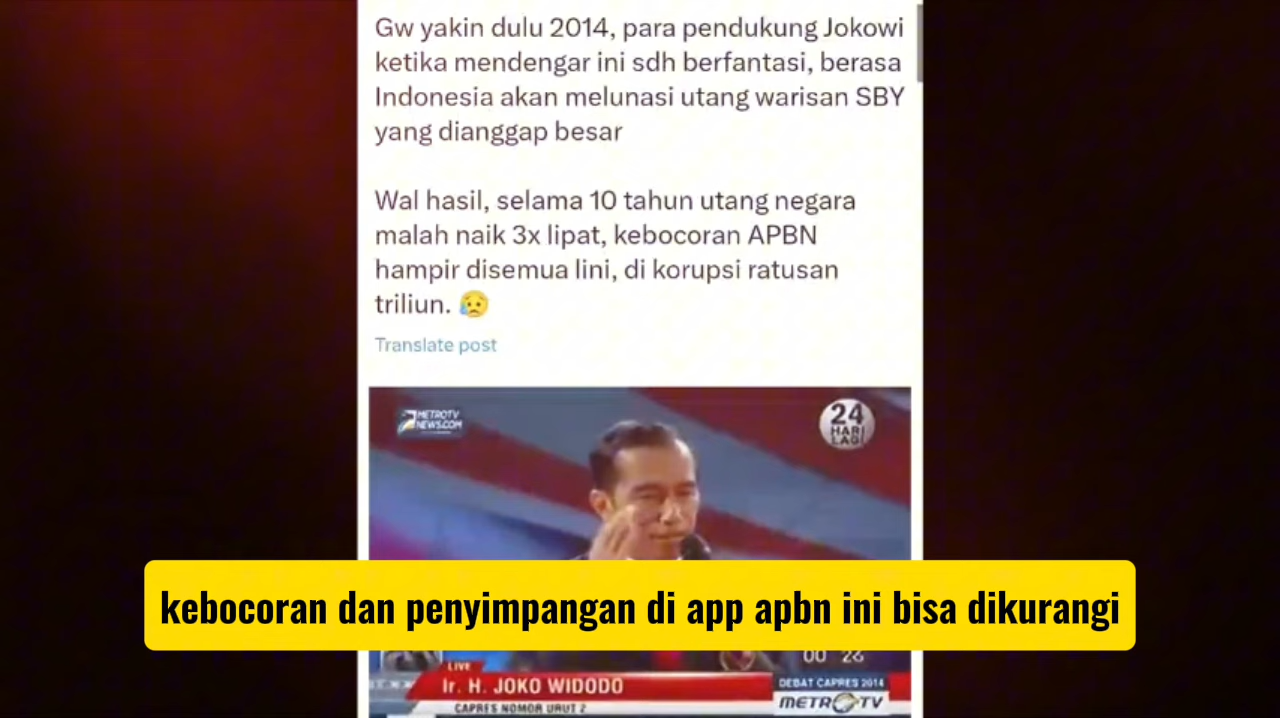 Gw yakin dulu 2014, para pendukung Jokowi
ketika mendengar ini sdh berfantasi, berasa
Indonesia akan melunasi utang warisan SBY
yang dianggap besar
Wal hasil, selama 10 tahun utang negara
malah naik 3x lipat, kebocoran APBN
hampir disemua lini, di korupsi ratusan
triliun. 😥
Translate post
METROTV
NEWS.COM
24
HARI
LAGI
kebocoran dan penyimpangan di app apbn ini bisa dikurangi
00 26
LIVE
Ir. H. JOKO WIDODO
CAPRES NOMOR URUT 2
DEBAT CAPRES 2014
METRO TV